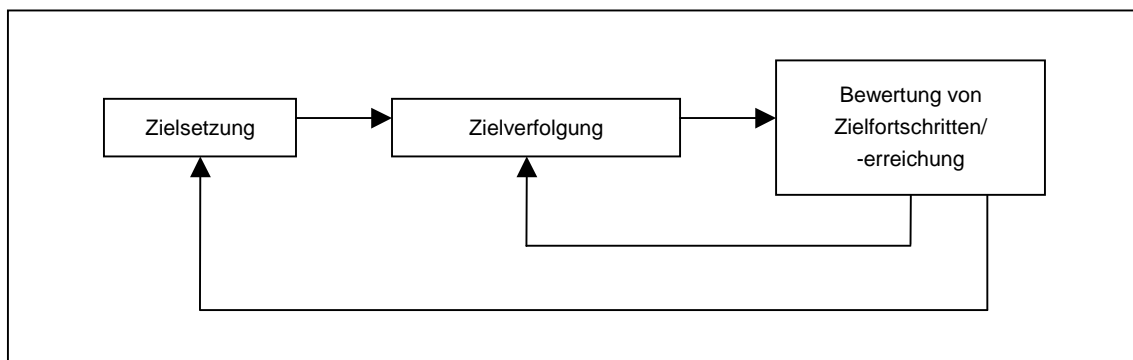 Zielsetzung
Zielverfolgung
Bewertung von
Zielfortschritten/
-erreichung